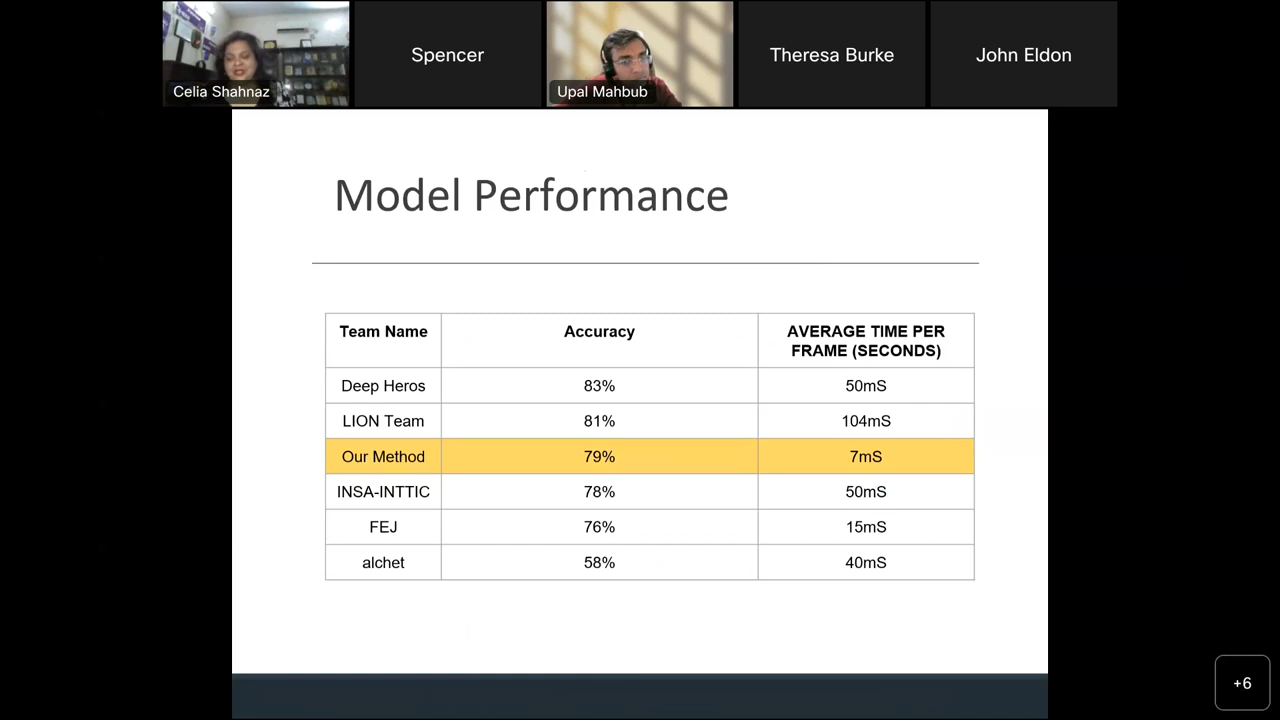 Celia Shahnaz
Spencer
Upal Mahbub
Theresa Burke
John Eldon
Model Performance
Team Name Accuracy AVERAGE TIME PER
FRAME (SECONDS)
Deep Heros 83% 50mS
LION Team 81% 104mS
Our Method 79% 7mS
INSA-INTTIC 78% 50mS
FEJ 76% 15mS
alchet 58% 40mS
+6